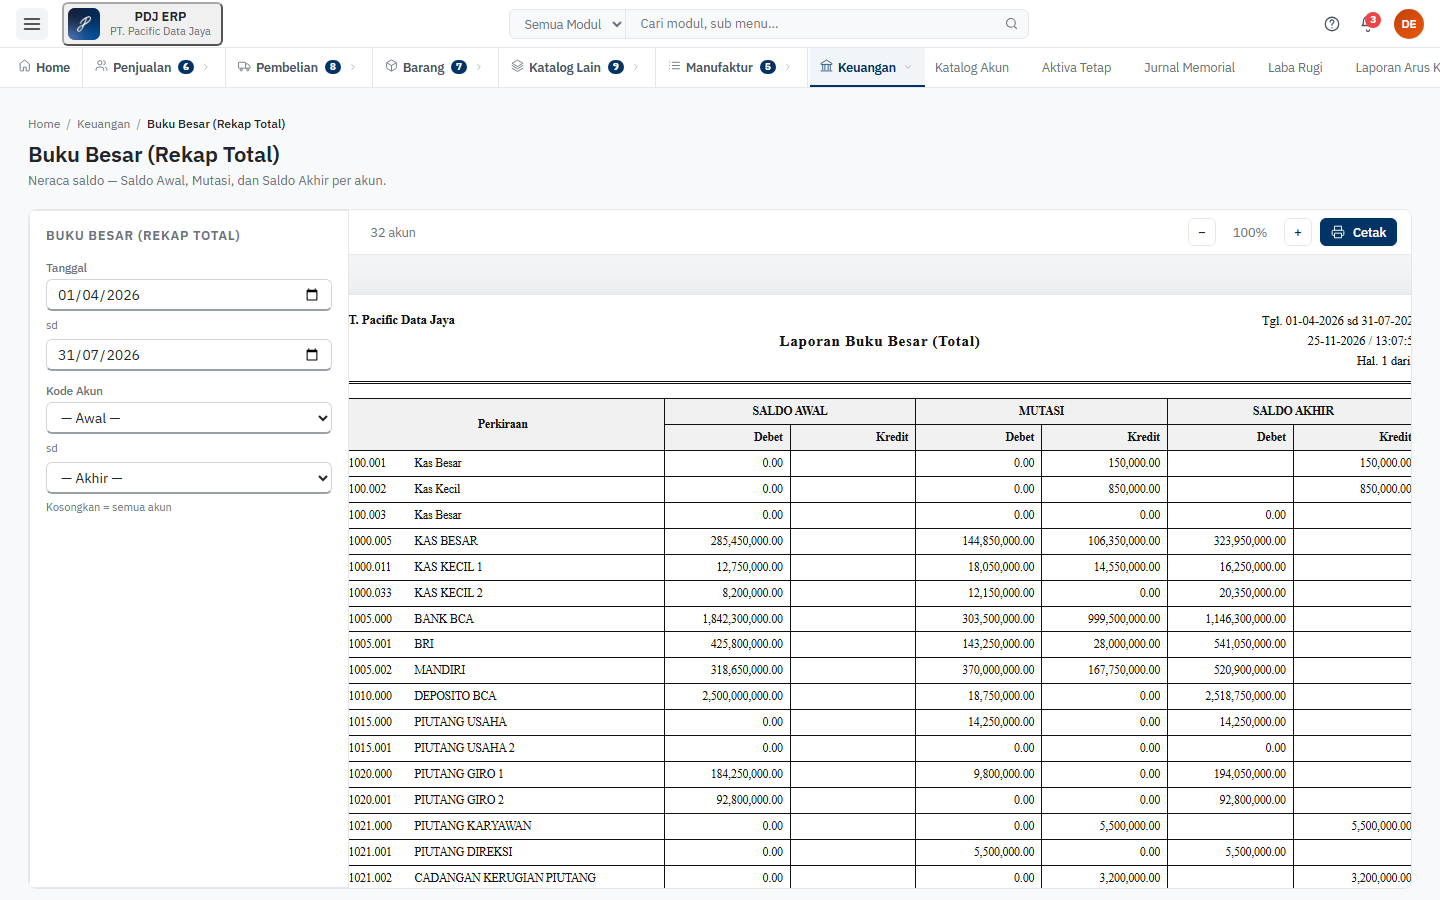 PDJ ERP
PT. Pacific Data Jaya
Semua Modul
Cari modul, sub menu...
3
DE
Home
Penjualan 6
Pembelian 8
Barang 7
Katalog Lain 9
Manufaktur 5
Keuangan
Katalog Akun
Aktiva Tetap
Jurnal Memorial
Laba Rugi
Laporan Arus K
Home / Keuangan / Buku Besar (Rekap Total)
Buku Besar (Rekap Total)
Neraca saldo — Saldo Awal, Mutasi, dan Saldo Akhir per akun.
BUKU BESAR (REKAP TOTAL)
Tanggal
01/04/2026
sd
31/07/2026
Kode Akun
— Awal —
sd
— Akhir —
Kosongkan = semua akun
32 akun
− 100% + Cetak
T. Pacific Data Jaya
Tgl. 01-04-2026 sd 31-07-202
Laporan Buku Besar (Total)
25-11-2026 / 13:07:5
Hal. 1 dari
Perkiraan SALDO AWAL MUTASI SALDO AKHIR
Debet Kredit Debet Kredit Debet Kredit
100.001 Kas Besar 0.00 0.00 150,000.00 150,000.00
100.002 Kas Kecil 0.00 0.00 850,000.00 850,000.00
100.003 Kas Besar 0.00 0.00 0.00 0.00
1000.005 KAS BESAR 285,450,000.00 144,850,000.00 106,350,000.00 323,950,000.00
1000.011 KAS KECIL 1 12,750,000.00 18,050,000.00 14,550,000.00 16,250,000.00
1000.033 KAS KECIL 2 8,200,000.00 12,150,000.00 0.00 20,350,000.00
1005.000 BANK BCA 1,842,300,000.00 303,500,000.00 999,500,000.00 1,146,300,000.00
1005.001 BRI 425,800,000.00 143,250,000.00 28,000,000.00 541,050,000.00
1005.002 MANDIRI 318,650,000.00 370,000,000.00 167,750,000.00 520,900,000.00
1010.000 DEPOSITO BCA 2,500,000,000.00 18,750,000.00 0.00 2,518,750,000.00
1015.000 PIUTANG USAHA 0.00 14,250,000.00 0.00 14,250,000.00
1015.001 PIUTANG USAHA 2 0.00 0.00 0.00 0.00
1020.000 PIUTANG GIRO 1 184,250,000.00 9,800,000.00 0.00 194,050,000.00
1020.001 PIUTANG GIRO 2 92,800,000.00 0.00 0.00 92,800,000.00
1021.000 PIUTANG KARYAWAN 0.00 0.00 5,500,000.00 5,500,000.00
1021.001 PIUTANG DIREKSI 0.00 5,500,000.00 0.00 5,500,000.00
1021.002 CADANGAN KERUGIAN PIUTANG 0.00 0.00 3,200,000.00 3,200,000.00